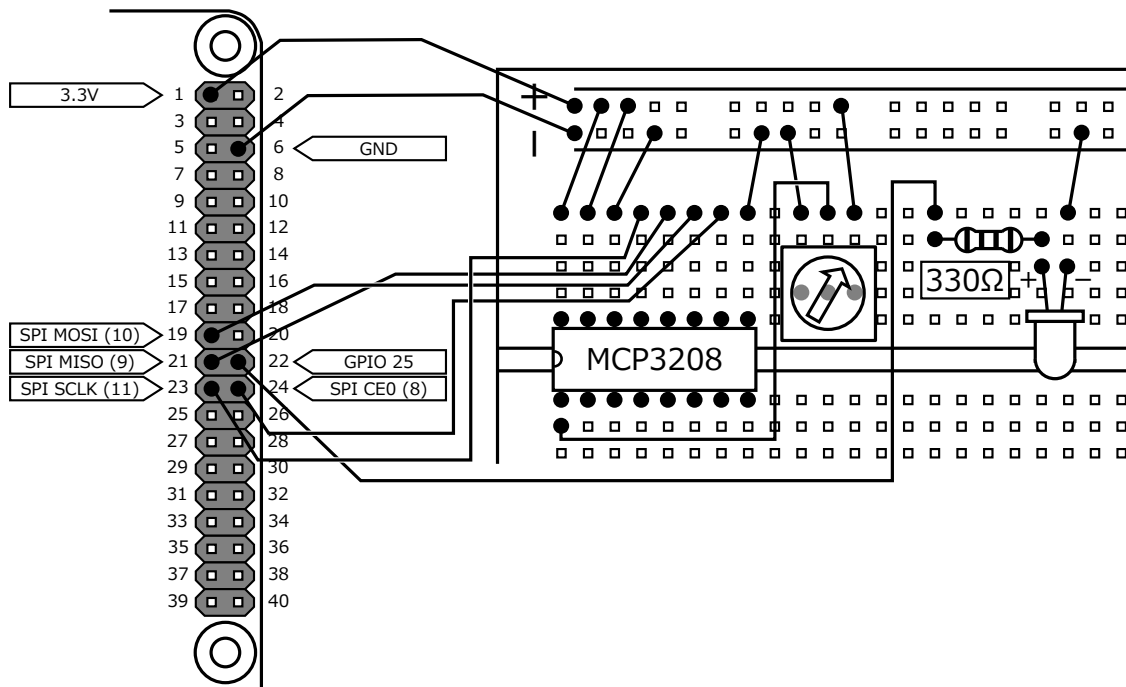 3.3V
1 2
3 4
5 6
GND
7 8
9 10
11 12
13 14
15 16
17 18
SPI MOSI (10)
19 20
SPI MISO (9)
21 22
GPIO 25
SPI SCLK (11)
23 24
SPI CE0 (8)
25 26
27 28
29 30
31 32
33 34
35 36
37 38
39 40
+
−
MCP3208
330Ω
+ −